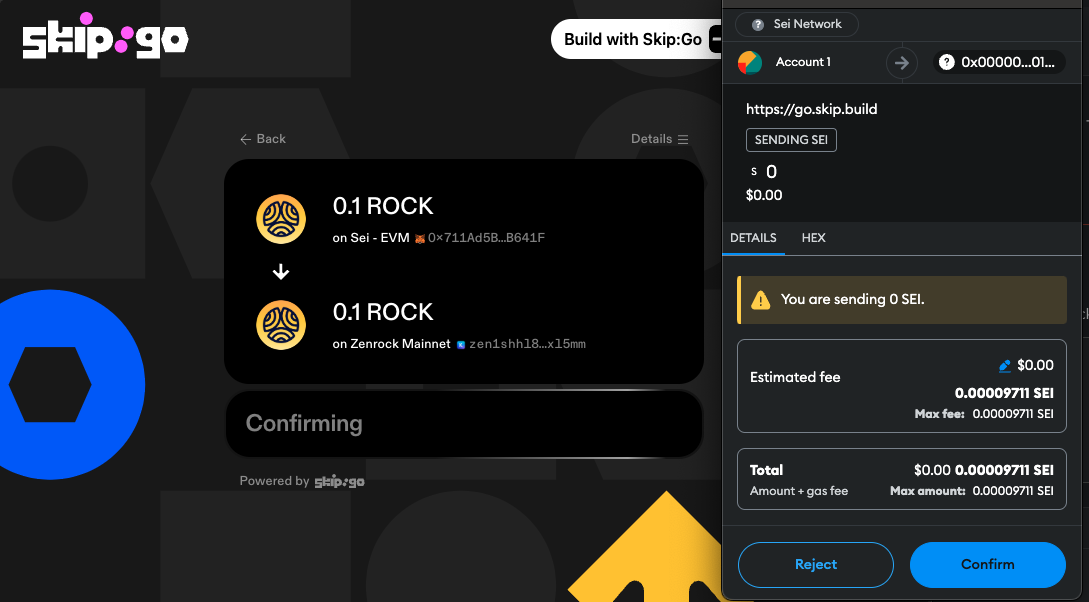 skip:go
Build with Skip:Go
Back
Details
0.1 ROCK
on Sei - EVM 0x711Ad5B…B641F
0.1 ROCK
on Zenrock Mainnet zen1shhl8…xl5mm
Confirming
Powered by skip:go
Sei Network
Account 1
0x00000...01...
https://go.skip.build
SENDING SEI
S 0
$0.00
DETAILS HEX
You are sending 0 SEI.
Estimated fee
$0.00
0.00009711 SEI
Max fee: 0.00009711 SEI
Total
$0.00 0.00009711 SEI
Amount + gas fee
Max amount: 0.00009711 SEI
Reject
Confirm